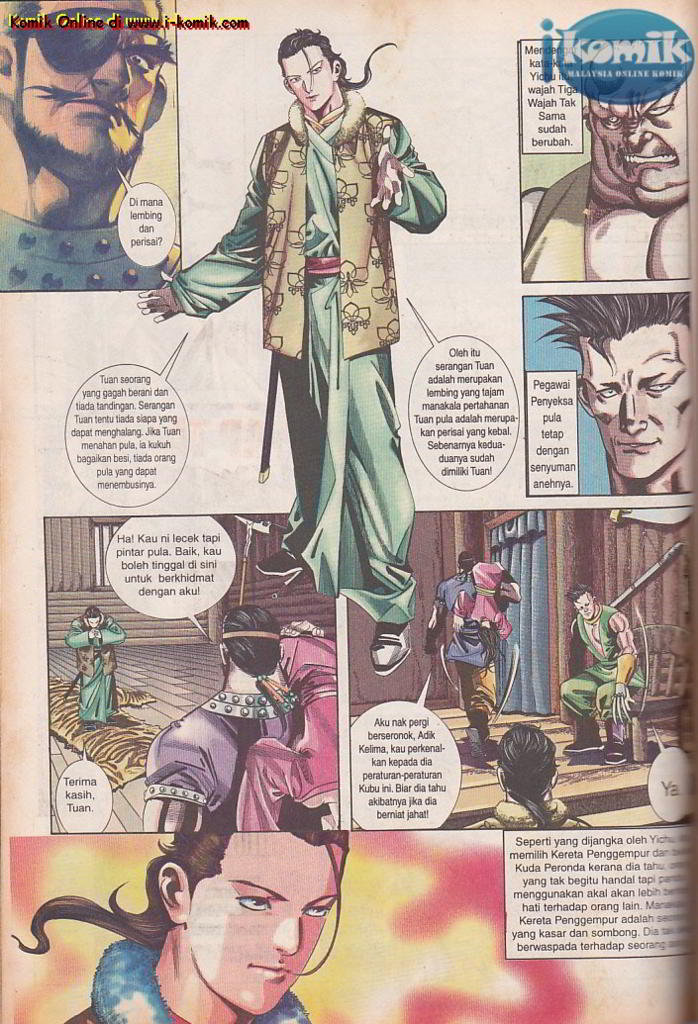 Komik Online di www.i-komik.com
ikomik
MALAYSIA ONLINE KOMIK
Di mana
lembing
dan
perisai?
Mendengar
kata-kata
Yichu
wajah Tiga
Wajah Tak
Sama
sudah
berubah.
Tuan seorang
yang gagah berani dan
tiada tandingan. Serangan
Tuan tentu tiada siapa yang
dapat menghalang. Jika Tuan
menahan pula, ia kukuh
bagaikan besi, tiada orang
pula yang dapat
menembusinya.
Oleh itu
serangan Tuan
adalah merupakan
lembing yang tajam
manakala pertahanan
Tuan pula adalah merupa-
kan perisai yang kebal.
Sebenarnya kedua-
duanya sudah
dimiliki Tuan!
Pegawai
Penyeksa
pula
tetap
dengan
senyuman
anehnya.
Ha! Kau ni lecek tapi
pintar pula. Baik, kau
boleh tinggal di sini
untuk berkhidmat
dengan aku!
Terima
kasih,
Tuan.
Aku nak pergi
berseronok, Adik
Kelima, kau perkenal-
kan kepada dia
peraturan-peraturan
Kubu ini. Biar dia tahu
akibatnya jika dia
berniat jahat!
Seperti yang dijangka oleh Yichu,
memilih Kereta Penggempur dan
Kuda Peronda kerana dia tahu,
yang tak begitu handal tapi
menggunakan akal akan lebih
hati terhadap orang lain.
Kereta Penggempur adalah
yang kasar dan sombong. Dia
berwaspada terhadap seorang